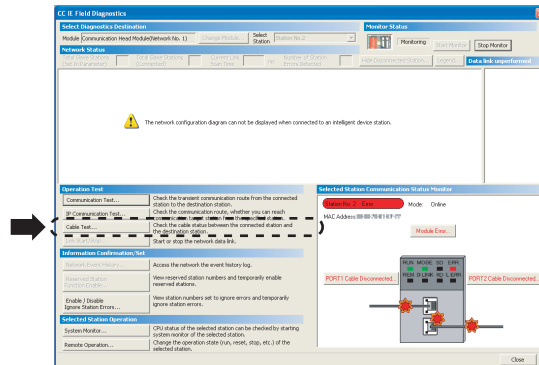 CC IE Field Diagnostics
Select Diagnostics Destination
Monitor Status
Module Communication Head Module(Network No. 1)
Change Module...
Select Station
Station No.2
Monitoring
Start Monitor
Stop Monitor
Network Status
Total Slave Stations (Set In Parameter)
Total Slave Stations (Connected)
Current Link Scan Time
ms
Number of Station Errors Detected
Legend...
Data link unperformed
The network configuration diagram can not be displayed when connected to an intelligent device station.
Operation Test
Communication Test...
Check the transient communication route from the connected
station to the destination station.
IP Communication Test...
Check the communication route, whether you can reach
communication target station from the specified station.
Cable Test...
Check the cable status between the connected station and
the destination station.
Link Start/Stop...
Start or stop the network data link.
Information Confirmation/Set
Network Event History...
Access the network the event history log.
Reserved Station
Function Enable...
View reserved station numbers and temporarily enable
reserved stations.
Enable / Disable
Ignore Station Errors...
View station numbers set to ignore errors and temporarily
ignore station errors.
Selected Station Operation
System Monitor...
CPU status of the selected station can be checked by starting
system monitor of the selected station.
Remote Operation...
Change the operation state (run, reset, stop, etc.) of the
selected station.
Selected Station Communication Status Monitor
Station No. 2 Error
Mode: Online
MAC Address:
Module Error...
RUN MODE SD ERR
REM D LINK RD L ERR
PORT1 Cable Disconnected...
PORT2 Cable Disconnected...
Close